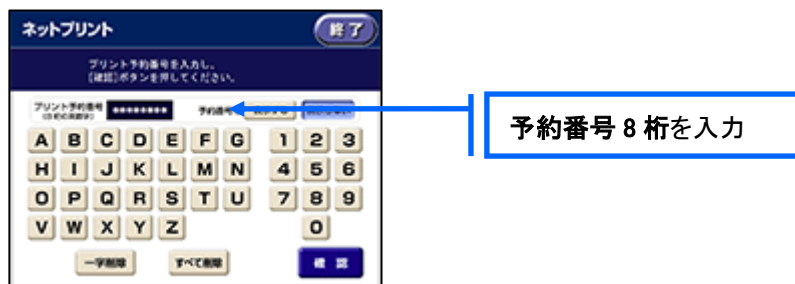 ネットプリント
終了
プリント予約番号を入力し、
[確認]ボタンを押してください。
プリント予約番号
********
予約番号
A B C D E F G 1 2 3
H I J K L M N 4 5 6
O P Q R S T U 7 8 9
V W X Y Z 0
一字削除 すべて削除 確認
予約番号 8 桁を入力